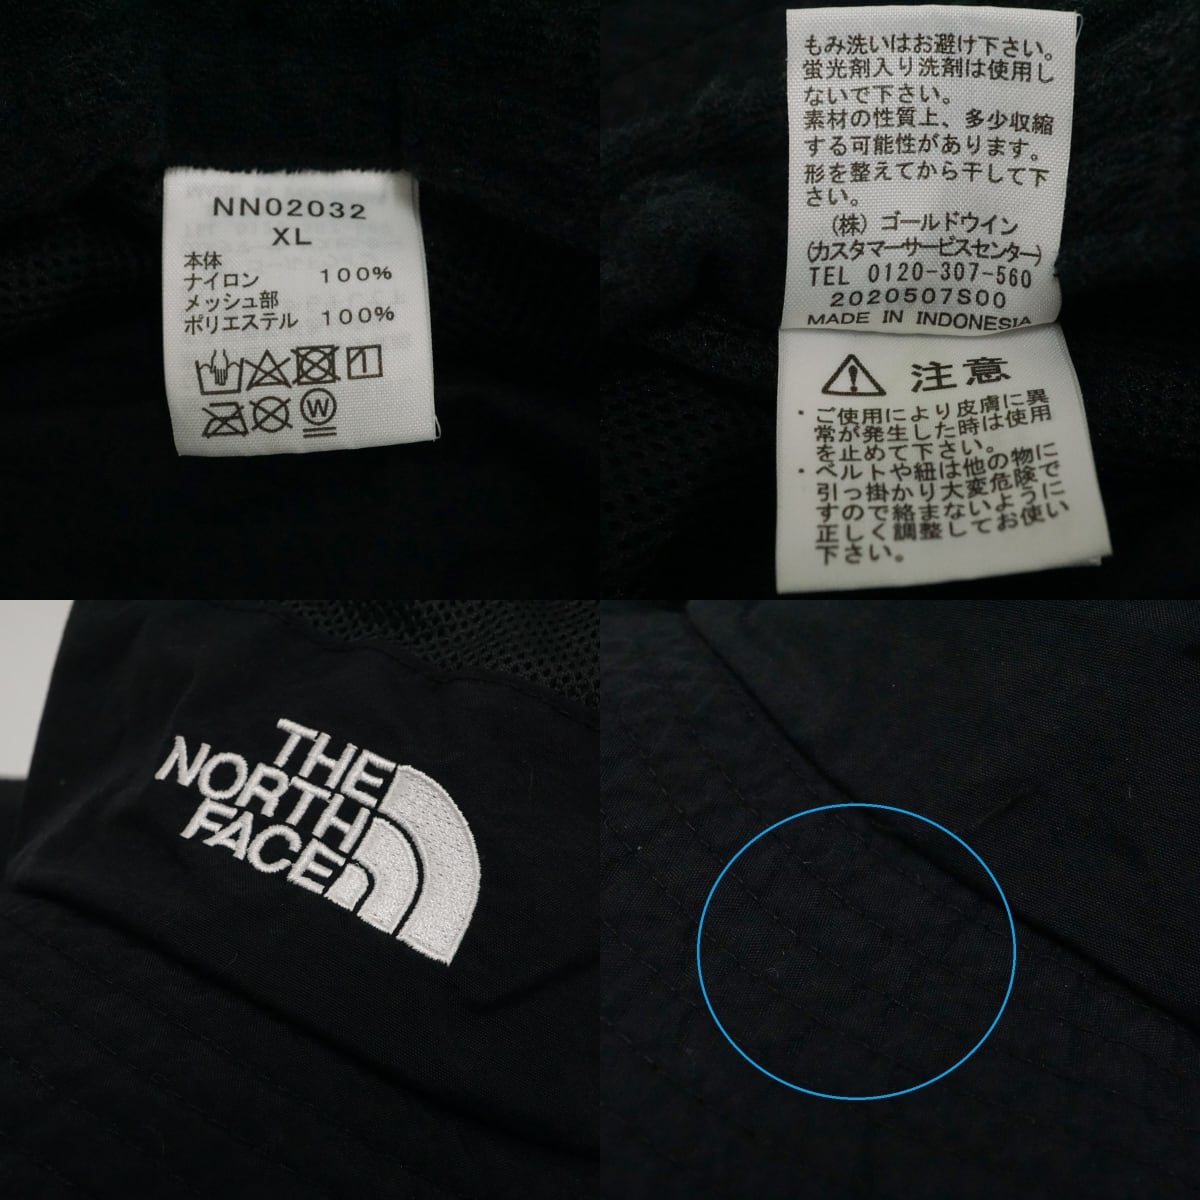 NN02032
XL
本体
ナイロン 100%
メッシュ部
ポリエステル 100%
W
もみ洗いはお避け下さい。
蛍光剤入り洗剤は使用し
ないで下さい。
素材の性質上、多少収縮
する可能性があります。
形を整えてから干して下
さい。
(株) ゴールドウイン
(カスタマーサービスセンター)
TEL 0120-307-560
2020507S00
MADE IN INDONESIA
注意
・ご使用により皮膚に異
常が発生した時は使用
を止めて下さい。
・ベルトや紐は他の物に
引っ掛かり大変危険で
すので絡まないように
正しく調整してお使い
下さい。
THE
NORTH
FACE